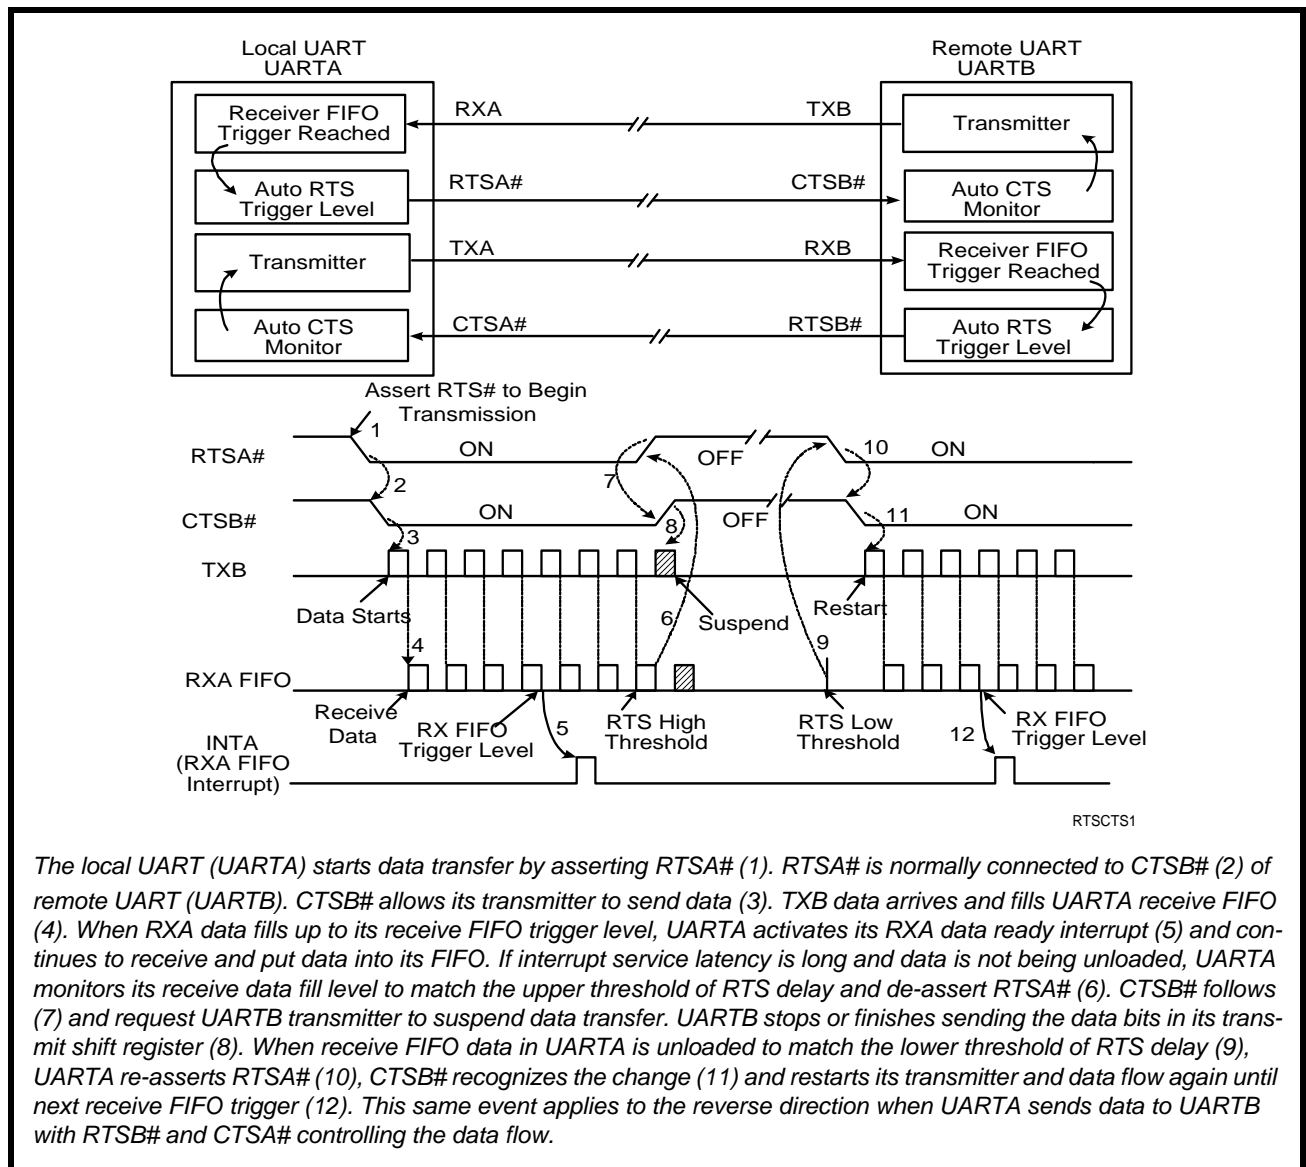 Local UART
UARTA
Remote UART
UARTB
Receiver FIFO
Trigger Reached
RXA
TXB
Transmitter
Auto RTS
Trigger Level
RTSA#
CTSB#
Auto CTS
Monitor
Transmitter
TXA
RXB
Receiver FIFO
Trigger Reached
Auto CTS
Monitor
CTSA#
RTSB#
Auto RTS
Trigger Level
Assert RTS# to Begin
Transmission
1
RTSA#
ON
OFF
10
ON
2
7
CTSB#
ON
8
OFF
11
ON
3
TXB
Data Starts
6
Suspend
Restart
4
9
RXA FIFO
Receive
Data
RX FIFO
Trigger Level
5
RTS High
Threshold
RTS Low
Threshold
12
RX FIFO
Trigger Level
INTA
(RXA FIFO
Interrupt)
RTSCTS1
The local UART (UARTA) starts data transfer by asserting RTSA# (1). RTSA# is normally connected to CTSB# (2) of
remote UART (UARTB). CTSB# allows its transmitter to send data (3). TXB data arrives and fills UARTA receive FIFO
(4). When RXA data fills up to its receive FIFO trigger level, UARTA activates its RXA data ready interrupt (5) and con-
tinues to receive and put data into its FIFO. If interrupt service latency is long and data is not being unloaded, UARTA
monitors its receive data fill level to match the upper threshold of RTS delay and de-assert RTSA# (6). CTSB# follows
(7) and request UARTB transmitter to suspend data transfer. UARTB stops or finishes sending the data bits in its trans-
mit shift register (8). When receive FIFO data in UARTA is unloaded to match the lower threshold of RTS delay (9),
UARTA re-asserts RTSA# (10), CTSB# recognizes the change (11) and restarts its transmitter and data flow again until
next receive FIFO trigger (12). This same event applies to the reverse direction when UARTA sends data to UARTB
with RTSB# and CTSA# controlling the data flow.